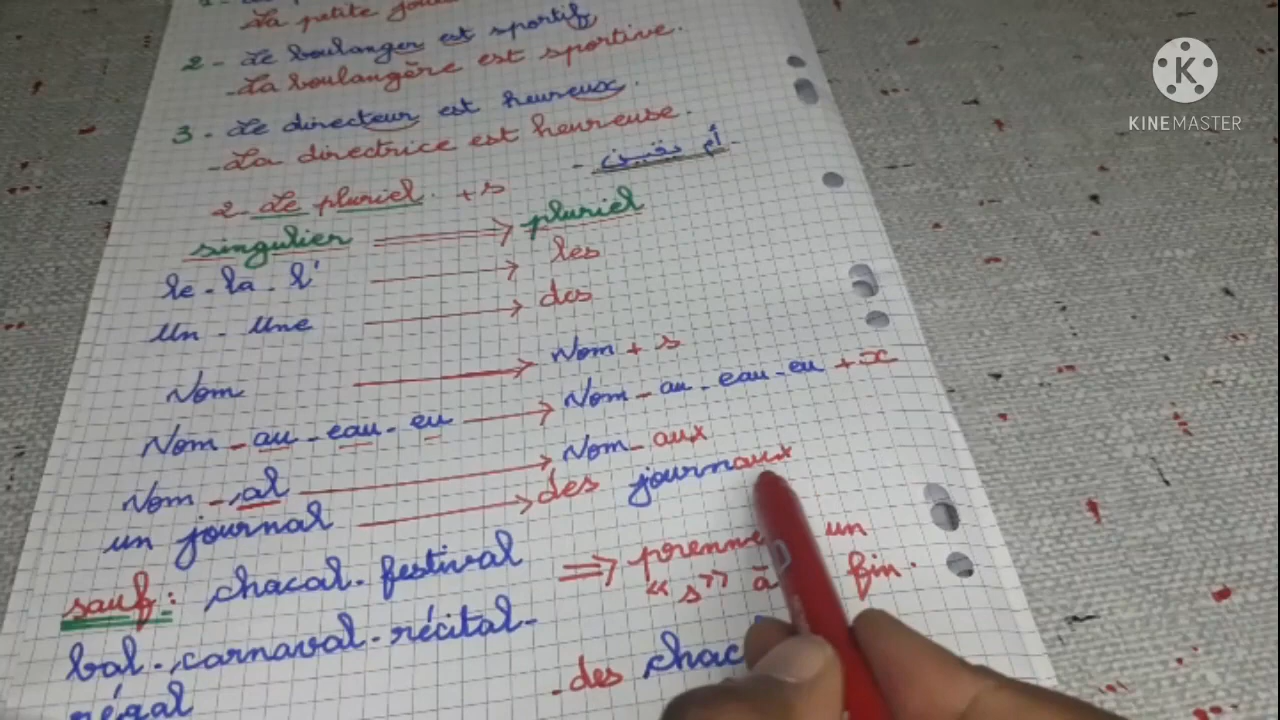 La petite
2 - Le boulanger est sportif
- La boulangère est sportive.
3 - Le directeur est heureux.
- La directrice est heureuse.
2 - Le pluriel. + s
singulier ⟹ pluriel
le - la - l' → les
un - une → des
Nom → Nom + s
Nom - au - eau - eu → Nom - au - eau - eu + x
Nom - al → Nom - aux
un journal → des journaux
sauf : chacal - festival
bal - carnaval - récital -
régal
⟹ prenne un
"s" à fin.
- des chac
KINEMASTER